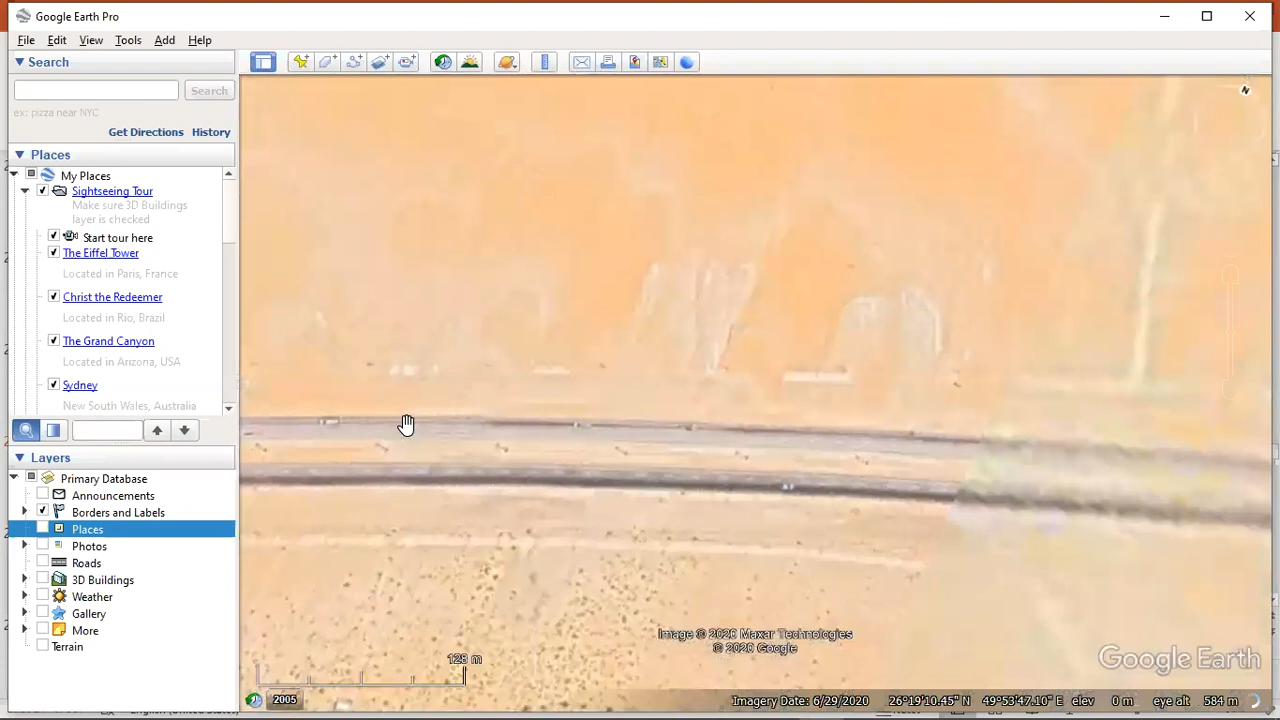 Google Earth Pro
File Edit View Tools Add Help
Search
Search
ex: pizza near NYC
Get Directions History
Places
My Places
Sightseeing Tour
Make sure 3D Buildings
layer is checked
Start tour here
The Eiffel Tower
Located in Paris, France
Christ the Redeemer
Located in Rio, Brazil
The Grand Canyon
Located in Arizona, USA
Sydney
New South Wales, Australia
Layers
Primary Database
Announcements
Borders and Labels
Places
Photos
Roads
3D Buildings
Weather
Gallery
More
Terrain
N
128 m
Image © 2020 Maxar Technologies
© 2020 Google
Google Earth
2005
Imagery Date: 6/29/2020 26°19'10.45" N 49°53'47.10" E elev 0 m eye alt 584 m